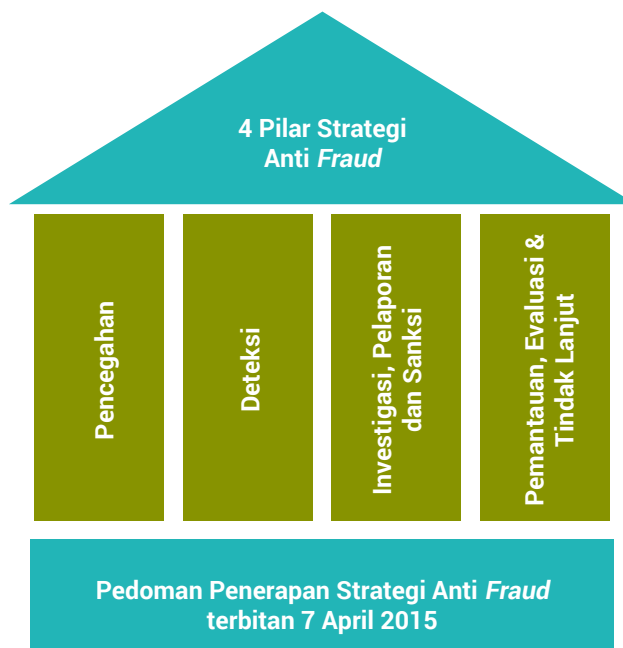 4 Pilar Strategi
Anti Fraud
Pencegahan
Deteksi
Investigasi, Pelaporan
dan Sanksi
Pemantauan, Evaluasi &
Tindak Lanjut
Pedoman Penerapan Strategi Anti Fraud
terbitan 7 April 2015